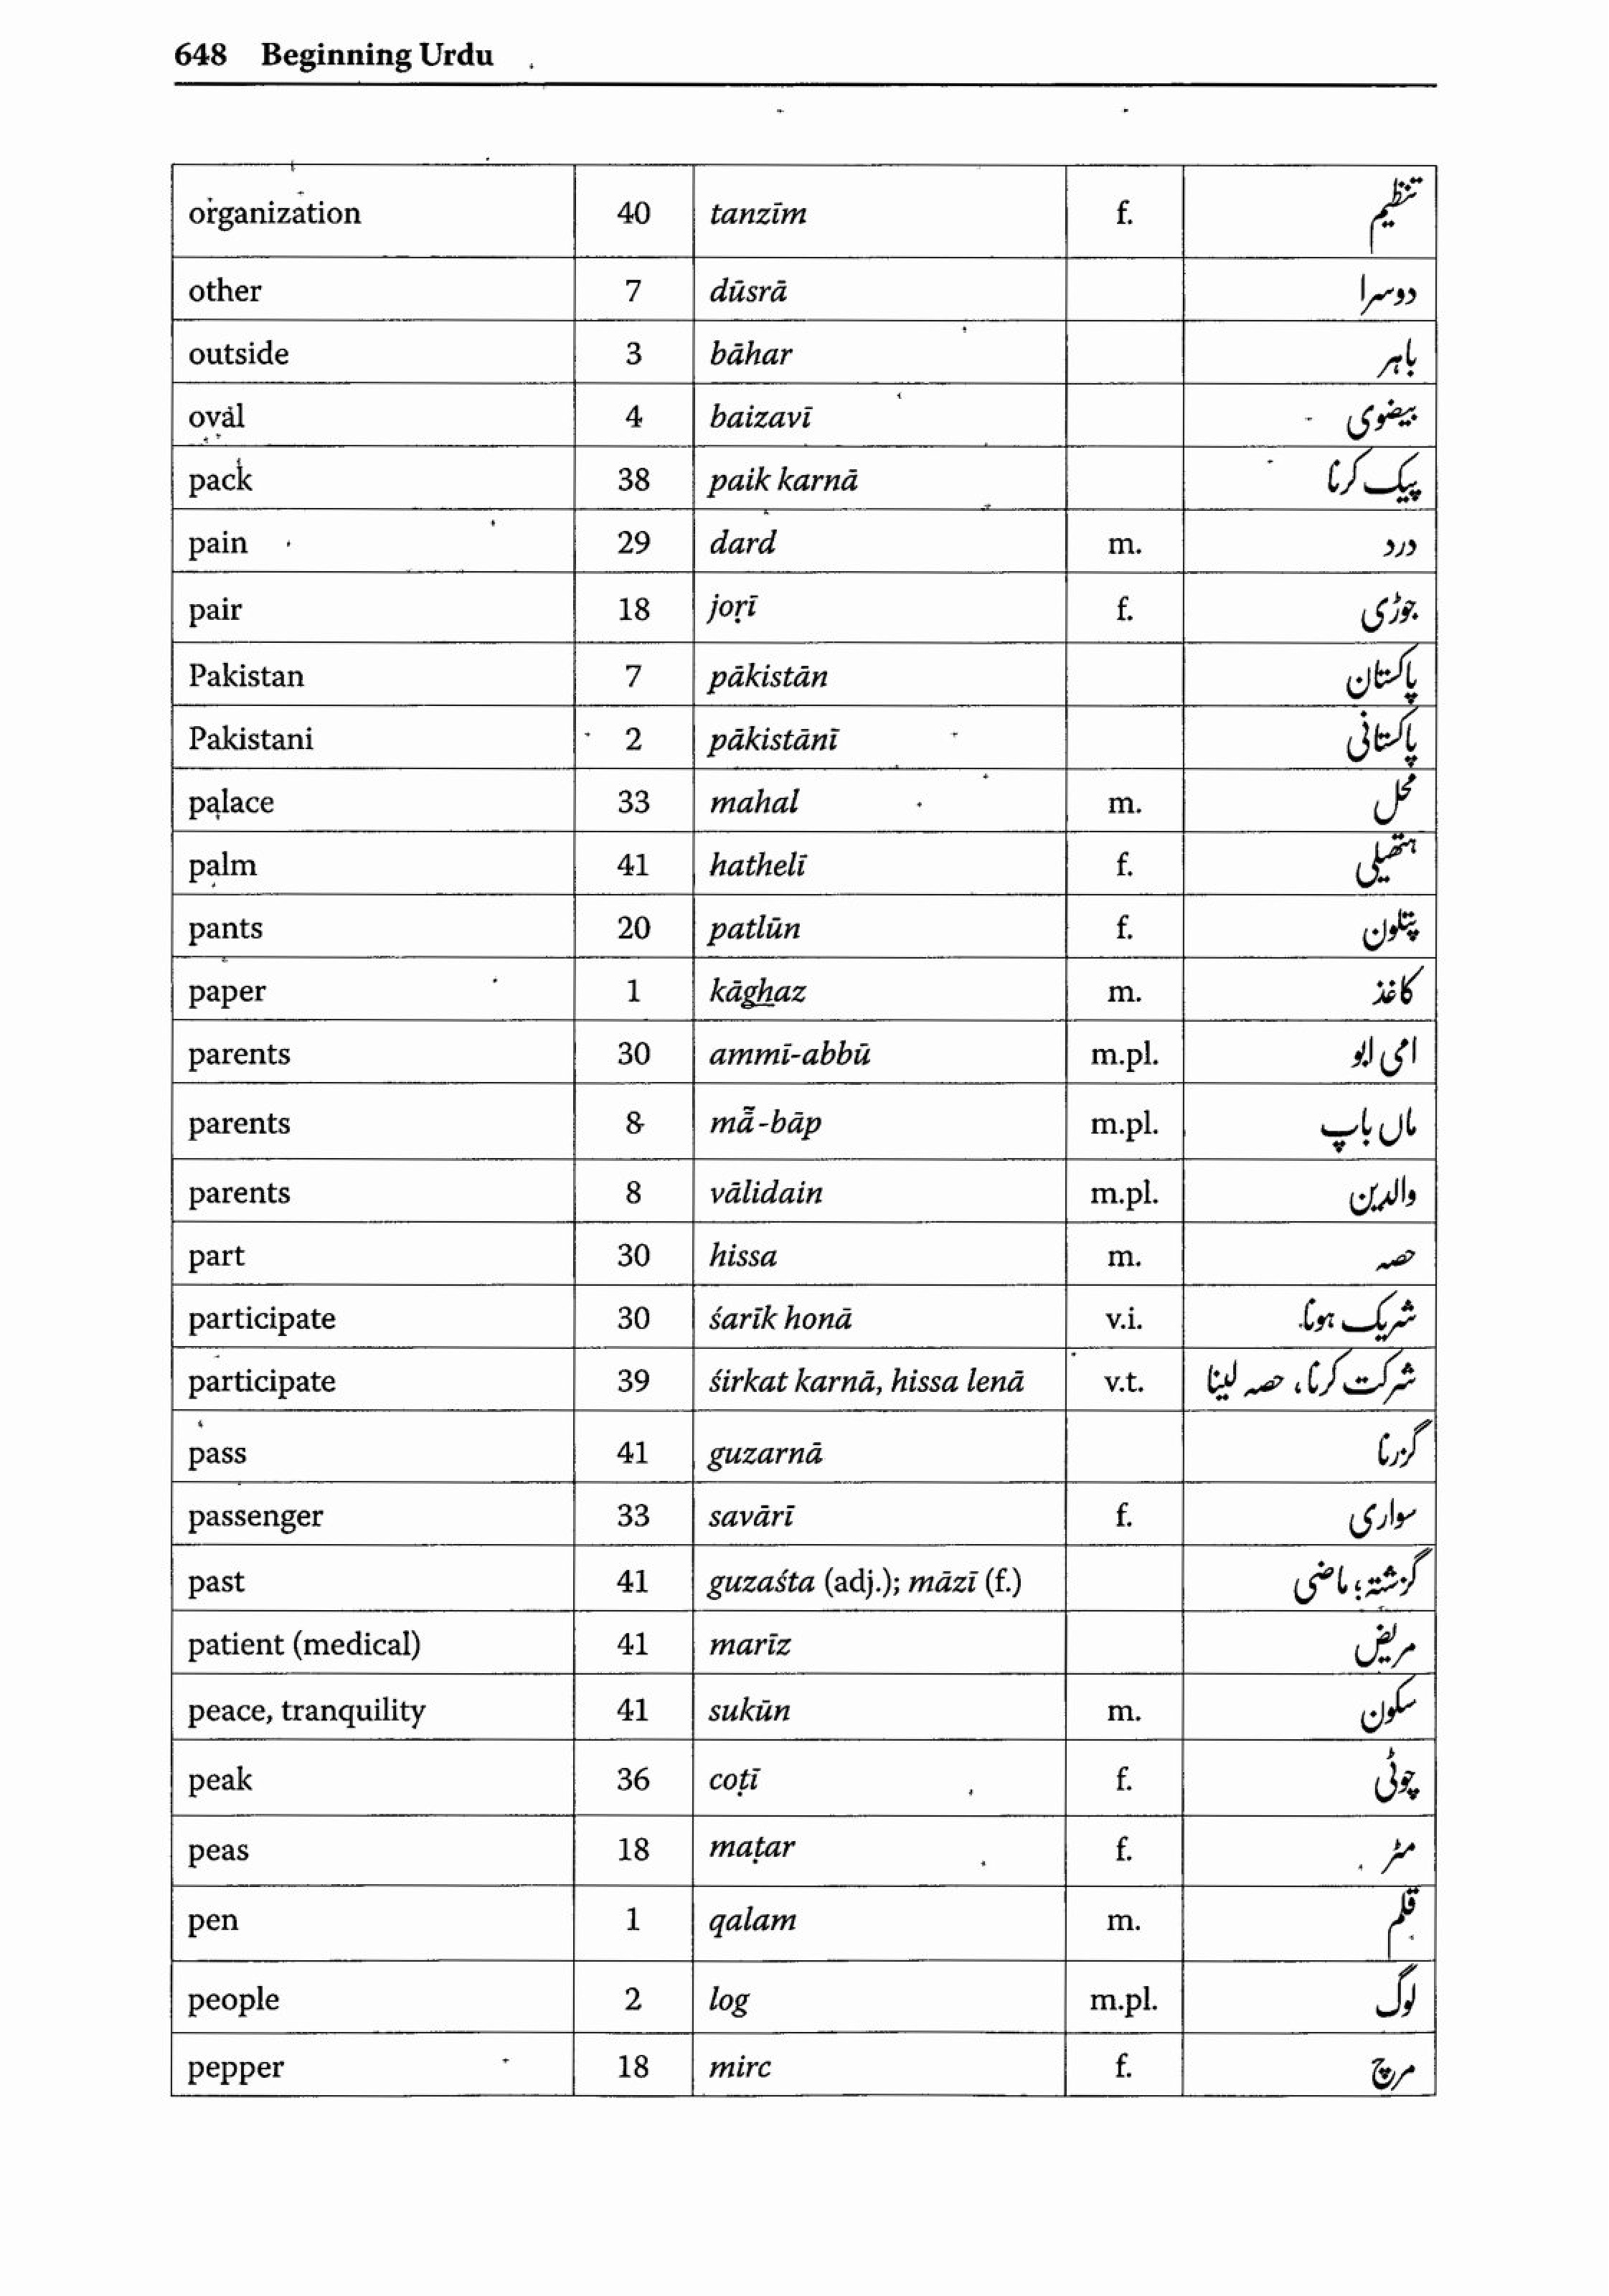 648 Beginning Urdu
organization 40 tanzīm f. تنظیم
other 7 dūsrā دوسرا
outside 3 bāhar باہر
oval 4 baizavī بیضوی
pack 38 paik karnā پیک کرنا
pain 29 dard m. درد
pair 18 joṛī f. جوڑی
Pakistan 7 pākistān پاکستان
Pakistani 2 pākistānī پاکستانی
palace 33 mahal m. محل
palm 41 hathelī f. ہتھیلی
pants 20 patlūn f. پتلون
paper 1 kāghaz m. کاغذ
parents 30 ammī-abbū m.pl. امی ابو
parents 8 mā̃-bāp m.pl. ماں باپ
parents 8 vālidain m.pl. والدین
part 30 hissa m. حصہ
participate 30 śarīk honā v.i. شریک ہونا
participate 39 śirkat karnā, hissa lenā v.t. شرکت کرنا، حصہ لینا
pass 41 guzarnā گزرنا
passenger 33 savārī f. سواری
past 41 guzaśta (adj.); māzī (f.) گزشتہ؛ ماضی
patient (medical) 41 marīz مریض
peace, tranquility 41 sukūn m. سکون
peak 36 coṭī f. چوٹی
peas 18 maṭar f. مٹر
pen 1 qalam m. قلم
people 2 log m.pl. لوگ
pepper 18 mirc f. مرچ